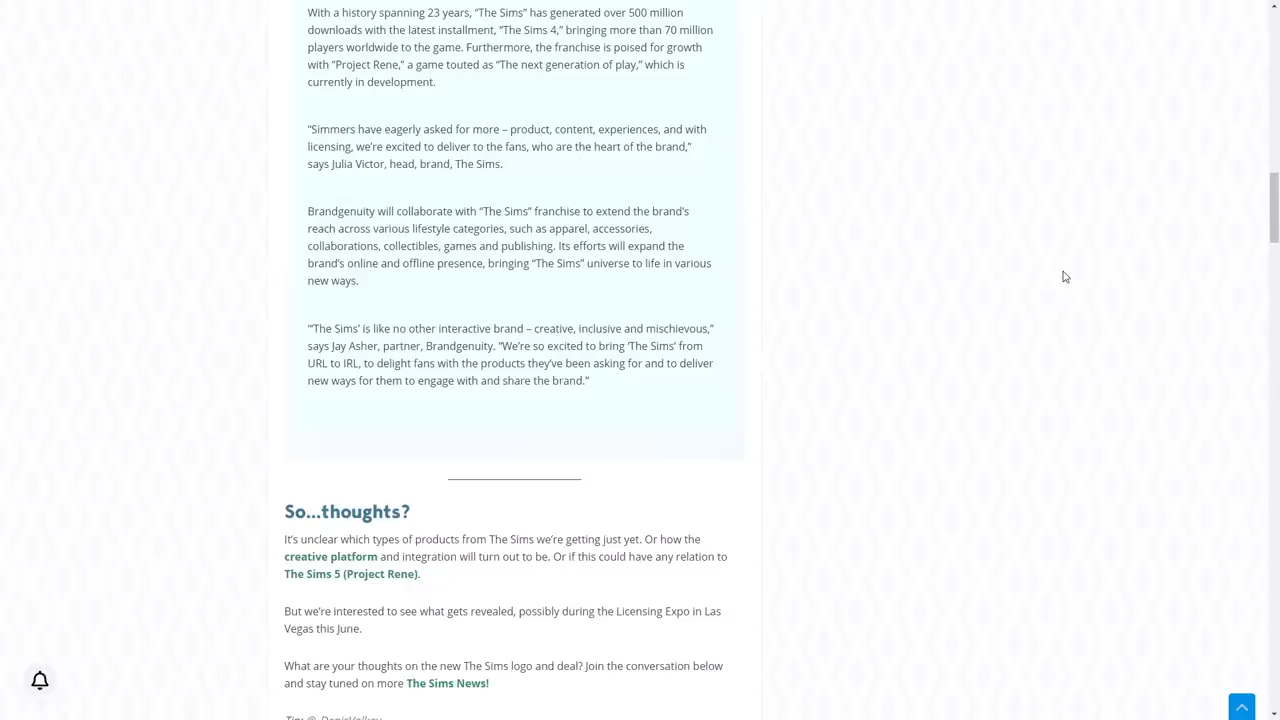 With a history spanning 23 years, “The Sims” has generated over 500 million
downloads with the latest installment, “The Sims 4,” bringing more than 70 million
players worldwide to the game. Furthermore, the franchise is poised for growth
with “Project Rene,” a game touted as “The next generation of play,” which is
currently in development.
“Simmers have eagerly asked for more – product, content, experiences, and with
licensing, we’re excited to deliver to the fans, who are the heart of the brand,”
says Julia Victor, head, brand, The Sims.
Brandgenuity will collaborate with “The Sims” franchise to extend the brand’s
reach across various lifestyle categories, such as apparel, accessories,
collaborations, collectibles, games and publishing. Its efforts will expand the
brand’s online and offline presence, bringing “The Sims” universe to life in various
new ways.
“‘The Sims’ is like no other interactive brand – creative, inclusive and mischievous,”
says Jay Asher, partner, Brandgenuity. “We’re so excited to bring ‘The Sims’ from
URL to IRL, to delight fans with the products they’ve been asking for and to deliver
new ways for them to engage with and share the brand.”
So...thoughts?
It’s unclear which types of products from The Sims we’re getting just yet. Or how the
creative platform and integration will turn out to be. Or if this could have any relation to
The Sims 5 (Project Rene).
But we’re interested to see what gets revealed, possibly during the Licensing Expo in Las
Vegas this June.
What are your thoughts on the new The Sims logo and deal? Join the conversation below
and stay tuned on more The Sims News!